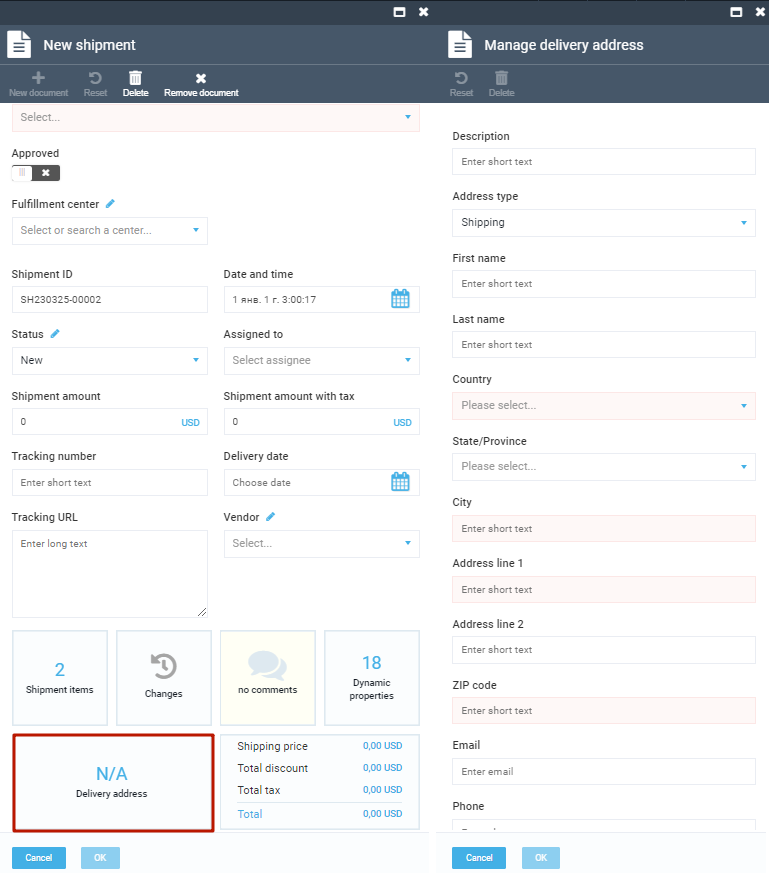 New shipment
New document Reset Delete Remove document
Select...
Approved
Fulfillment center
Select or search a center...
Shipment ID Date and time
SH230325-00002 1 янв. 1 г. 3:00:17
Status Assigned to
New Select assignee
Shipment amount Shipment amount with tax
0 USD 0 USD
Tracking number Delivery date
Enter short text Choose date
Tracking URL Vendor
Enter long text Select...
2
Shipment items
Changes
no comments
18
Dynamic
properties
N/A
Delivery address
Shipping price 0,00 USD
Total discount 0,00 USD
Total tax 0,00 USD
Total 0,00 USD
Cancel OK
Manage delivery address
Reset Delete
Description
Enter short text
Address type
Shipping
First name
Enter short text
Last name
Enter short text
Country
Please select...
State/Province
Please select...
City
Enter short text
Address line 1
Enter short text
Address line 2
Enter short text
ZIP code
Enter short text
Email
Enter email
Phone
Cancel OK